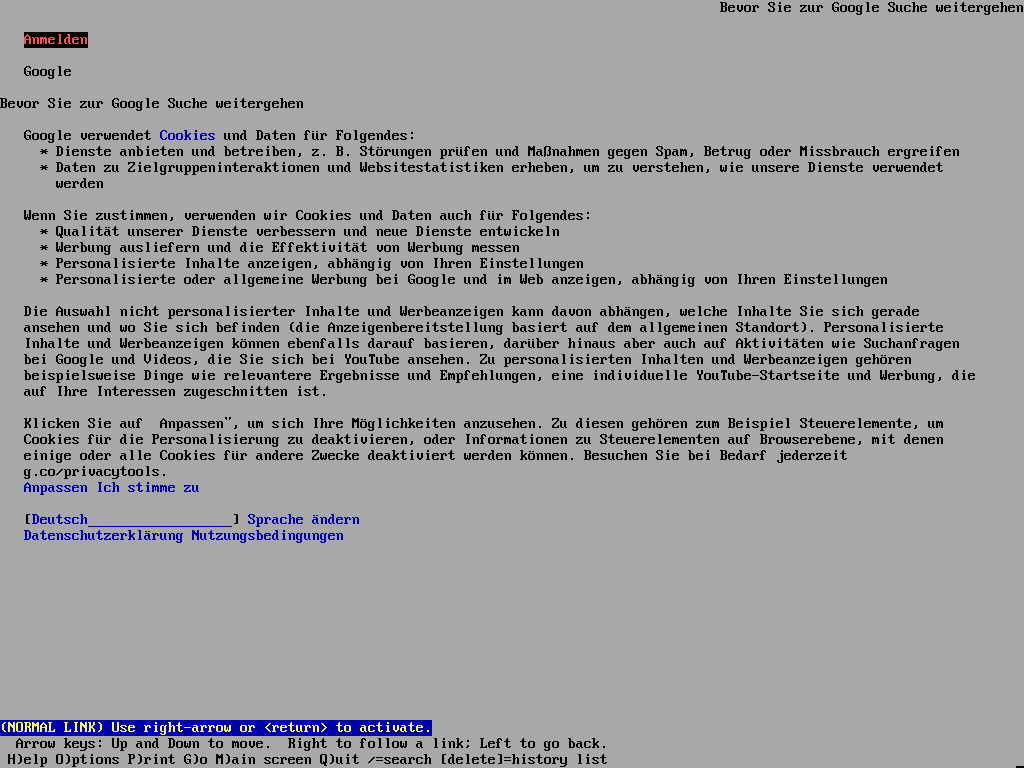 Bevor Sie zur Google Suche weitergehen
Anmelden
Google
Bevor Sie zur Google Suche weitergehen
Google verwendet Cookies und Daten für Folgendes:
* Dienste anbieten und betreiben, z. B. Störungen prüfen und Maßnahmen gegen Spam, Betrug oder Missbrauch ergreifen
* Daten zu Zielgruppeninteraktionen und Websitestatistiken erheben, um zu verstehen, wie unsere Dienste verwendet
werden
Wenn Sie zustimmen, verwenden wir Cookies und Daten auch für Folgendes:
* Qualität unserer Dienste verbessern und neue Dienste entwickeln
* Werbung ausliefern und die Effektivität von Werbung messen
* Personalisierte Inhalte anzeigen, abhängig von Ihren Einstellungen
* Personalisierte oder allgemeine Werbung bei Google und im Web anzeigen, abhängig von Ihren Einstellungen
Die Auswahl nicht personalisierter Inhalte und Werbeanzeigen kann davon abhängen, welche Inhalte Sie sich gerade
ansehen und wo Sie sich befinden (die Anzeigenbereitstellung basiert auf dem allgemeinen Standort). Personalisierte
Inhalte und Werbeanzeigen können ebenfalls darauf basieren, darüber hinaus aber auch auf Aktivitäten wie Suchanfragen
bei Google und Videos, die Sie sich bei YouTube ansehen. Zu personalisierten Inhalten und Werbeanzeigen gehören
beispielsweise Dinge wie relevantere Ergebnisse und Empfehlungen, eine individuelle YouTube-Startseite und Werbung, die
auf Ihre Interessen zugeschnitten ist.
Klicken Sie auf  Anpassen", um sich Ihre Möglichkeiten anzusehen. Zu diesen gehören zum Beispiel Steuerelemente, um
Cookies für die Personalisierung zu deaktivieren, oder Informationen zu Steuerelementen auf Browserebene, mit denen
einige oder alle Cookies für andere Zwecke deaktiviert werden können. Besuchen Sie bei Bedarf jederzeit
g.co/privacytools.
Anpassen Ich stimme zu
[Deutsch__________________] Sprache ändern
Datenschutzerklärung Nutzungsbedingungen
(NORMAL LINK) Use right-arrow or <return> to activate.
Arrow keys: Up and Down to move.  Right to follow a link; Left to go back.
H)elp O)ptions P)rint G)o M)ain screen Q)uit /=search [delete]=history list